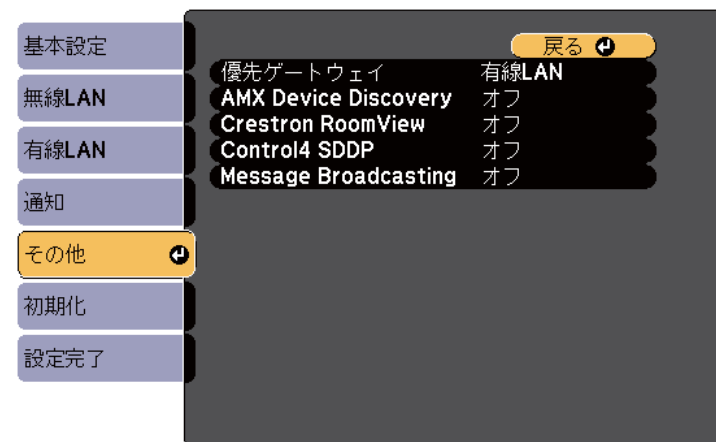 基本設定
無線LAN
有線LAN
通知
その他
初期化
設定完了
戻る
優先ゲートウェイ 有線LAN
AMX Device Discovery オフ
Crestron RoomView オフ
Control4 SDDP オフ
Message Broadcasting オフ